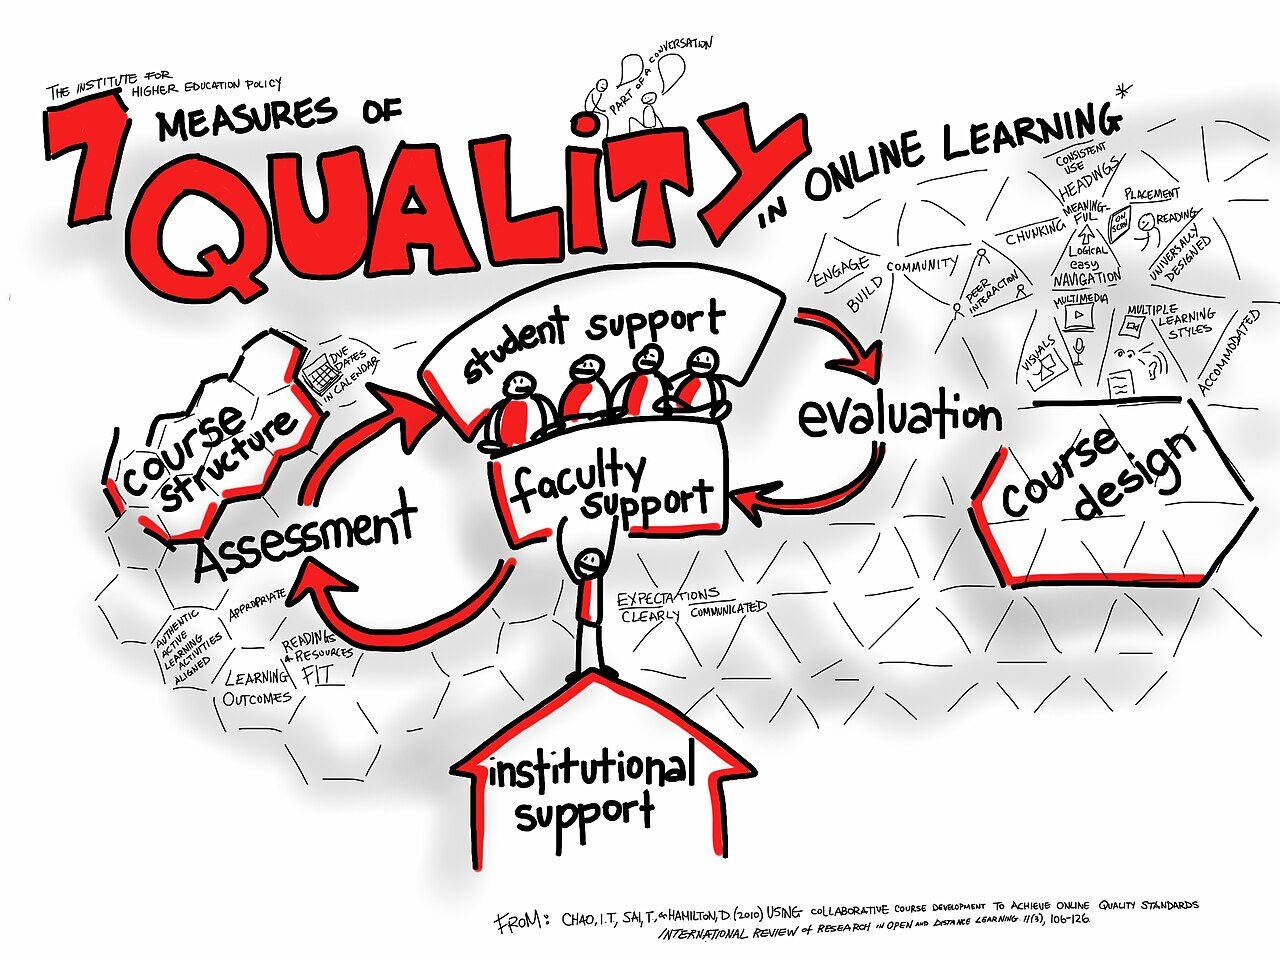 THE INSTITUTE FOR
HIGHER EDUCATION POLICY
7 MEASURES OF
QUALiTY
IN ONLINE LEARNING*
PART OF A CONVERSATION
CONSISTENT
USE
HEADINGS
MEANING-
FUL
LOGICAL
easy
NAVIGATION
CHUNKING
PLACEMENT
ON
SCRN
READING
UNIVERSALLY
DESIGNED
ENGAGE
BUILD
COMMUNITY
PEER
INTERACTION
MULTIMEDIA
VISUALS
MULTIPLE
LEARNING
STYLES
ACCOMMODATED
student support
DUE
DATES
IN CALENDAR
course
structure
evaluation
course
design
faculty
support
Assessment
EXPECTATIONS
CLEARLY COMMUNICATED
AUTHENTIC
ACTIVE
LEARNING
ACTIVITIES
ALIGNED
APPROPRIATE
READINGS
& RESOURCES
FIT
LEARNING
OUTCOMES
institutional
support
FROM: CHAO, I.T., SAJ, T. & HAMILTON, D. (2010) USING COLLABORATIVE COURSE DEVELOPMENT TO ACHIEVE ONLINE QUALITY STANDARDS
INTERNATIONAL REVIEW of RESEARCH IN OPEN AND DISTANCE LEARNING. 11(3), 106-126.